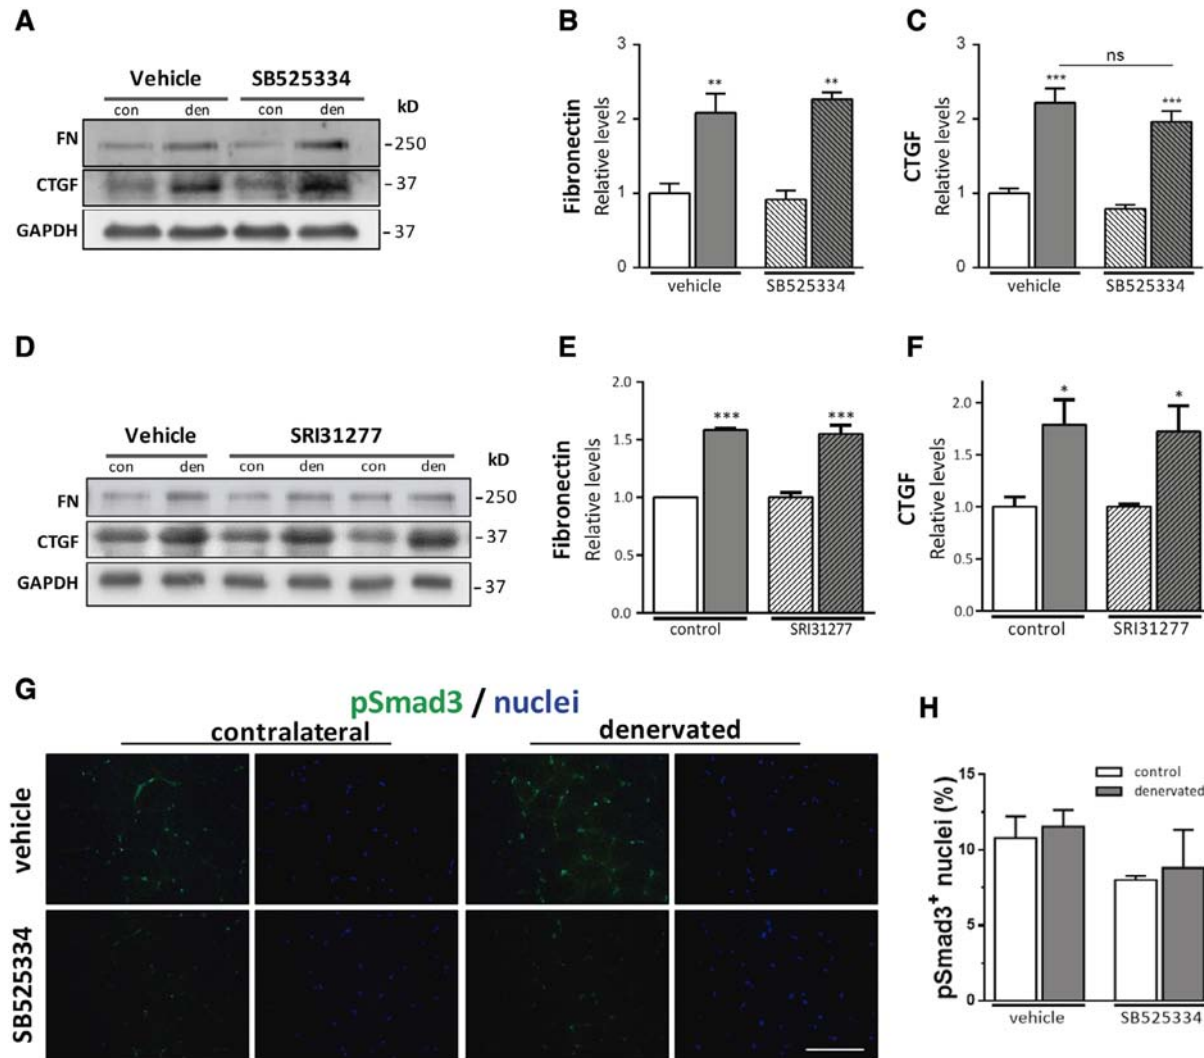 A
Vehicle SB525334
con den con den kD
FN
-250
CTGF
-37
GAPDH
-37
B
Fibronectin
Relative levels
3
2
1
0
** **
vehicle SB525334
C
CTGF
Relative levels
3
2
1
0
ns
***
***
vehicle SB525334
D
Vehicle SRI31277
con den con den con den kD
FN
-250
CTGF
-37
GAPDH
-37
E
Fibronectin
Relative levels
2.0
1.5
1.0
0.5
0.0
*** ***
control SRI31277
F
CTGF
Relative levels
2.0
1.5
1.0
0.5
0.0
* *
control SRI31277
G
pSmad3 / nuclei
contralateral denervated
vehicle
SB525334
H
pSmad3+ nuclei (%)
15
10
5
0
control
denervated
vehicle SB525334